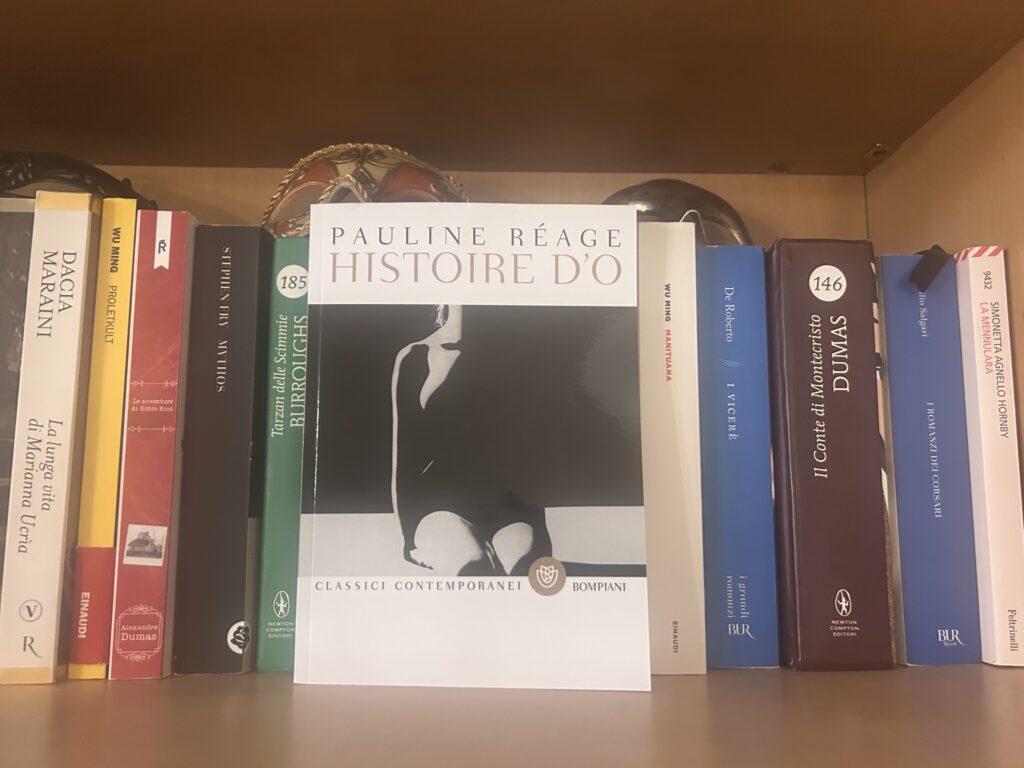 DACIA
MARAINI
La lunga vita
di Marianna Ucrìa
V
R
WU MING PROLETKULT
EINAUDI
R
Le avventure
di Robin Hood
Alexandre
Dumas
STEPHEN FRY MYTHOS
185
Tarzan delle Scimmie
BURROUGHS
NEWTON
COMPTON
EDITORI
PAULINE RÉAGE
HISTOIRE D'O
CLASSICI CONTEMPORANEI
BOMPIANI
WU MING MANITUANA
EINAUDI
De Roberto
I VICERÈ
i grandi
romanzi
BUR
146
Il Conte di Montecristo
DUMAS
NEWTON
COMPTON
EDITORI
Salgari
I ROMANZI DEI CORSARI
BUR
9432
SIMONETTA AGNELLO HORNBY
LA MENNULARA
Feltrinelli